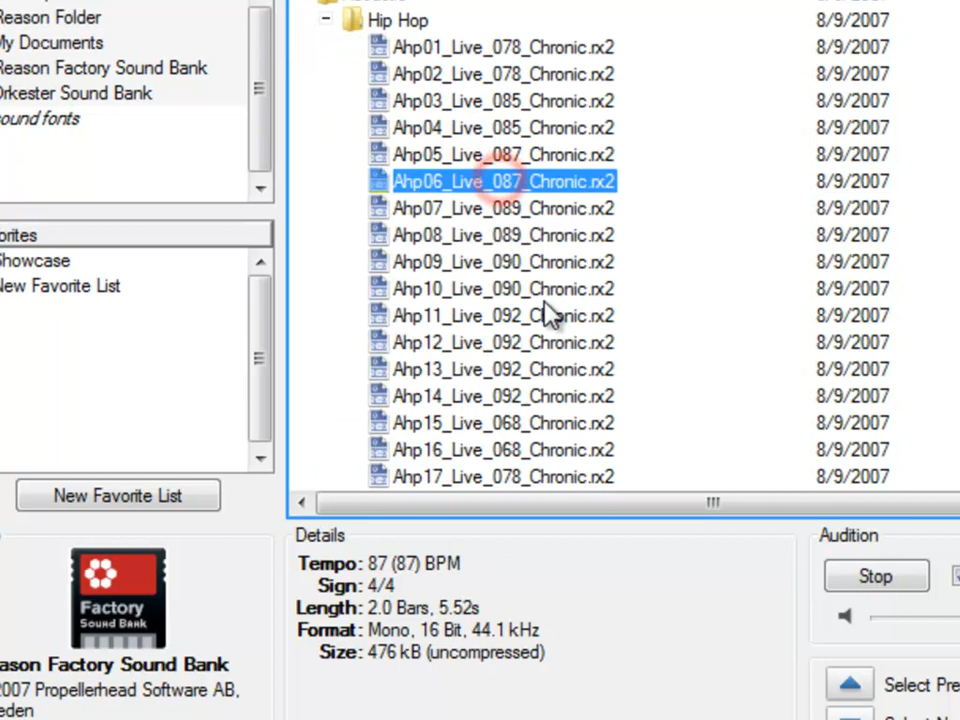 Reason Folder
My Documents
Reason Factory Sound Bank
Orkester Sound Bank
sound fonts
orites
Showcase
New Favorite List
New Favorite List
Factory
Sound Bank
ason Factory Sound Bank
2007 Propellerhead Software AB,
eden
Hip Hop 8/9/2007
Ahp01_Live_078_Chronic.rx2 8/9/2007
Ahp02_Live_078_Chronic.rx2 8/9/2007
Ahp03_Live_085_Chronic.rx2 8/9/2007
Ahp04_Live_085_Chronic.rx2 8/9/2007
Ahp05_Live_087_Chronic.rx2 8/9/2007
Ahp06_Live_087_Chronic.rx2 8/9/2007
Ahp07_Live_089_Chronic.rx2 8/9/2007
Ahp08_Live_089_Chronic.rx2 8/9/2007
Ahp09_Live_090_Chronic.rx2 8/9/2007
Ahp10_Live_090_Chronic.rx2 8/9/2007
Ahp11_Live_092_Chronic.rx2 8/9/2007
Ahp12_Live_092_Chronic.rx2 8/9/2007
Ahp13_Live_092_Chronic.rx2 8/9/2007
Ahp14_Live_092_Chronic.rx2 8/9/2007
Ahp15_Live_068_Chronic.rx2 8/9/2007
Ahp16_Live_068_Chronic.rx2 8/9/2007
Ahp17_Live_078_Chronic.rx2 8/9/2007
Details
Tempo: 87 (87) BPM
Sign: 4/4
Length: 2.0 Bars, 5.52s
Format: Mono, 16 Bit, 44.1 kHz
Size: 476 kB (uncompressed)
Audition
Stop
Select Pre